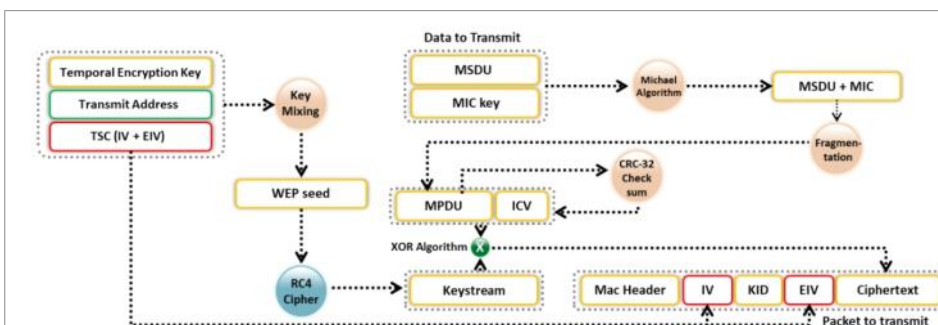 Data to Transmit
Temporal Encryption Key
Transmit Address
TSC (IV + EIV)
Key
Mixing
MSDU
MIC key
Michael
Algorithm
MSDU + MIC
Fragmen-
tation
WEP seed
CRC-32
Check
sum
MPDU
ICV
XOR Algorithm
X
RC4
Cipher
Keystream
Mac Header
IV
KID
EIV
Ciphertext
Packet to transmit